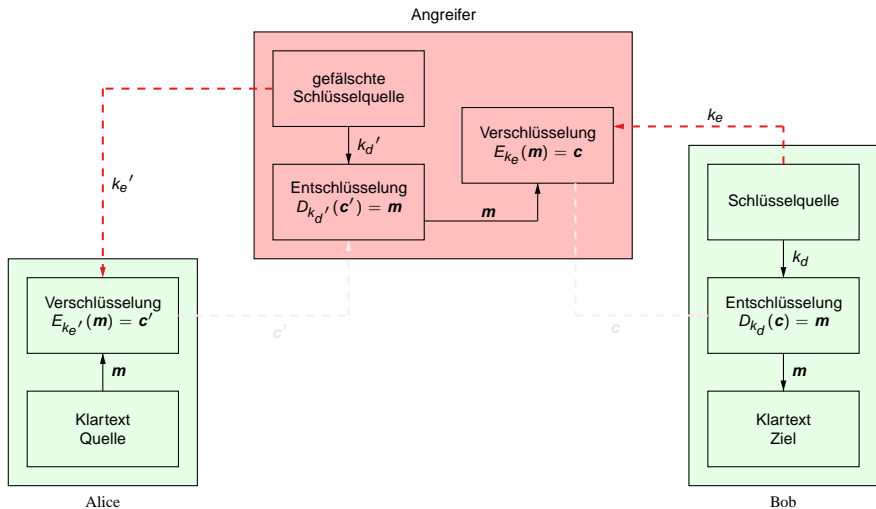 Angreifer
gefälschte
Schlüsselquelle
k_d′
Entschlüsselung
D_{k_d′}(c′) = m
m
Verschlüsselung
E_{k_e}(m) = c
k_e
k_e′
Schlüsselquelle
k_d
Entschlüsselung
D_{k_d}(c) = m
m
Klartext
Ziel
Bob
Verschlüsselung
E_{k_e′}(m) = c′
m
Klartext
Quelle
Alice
c′
c